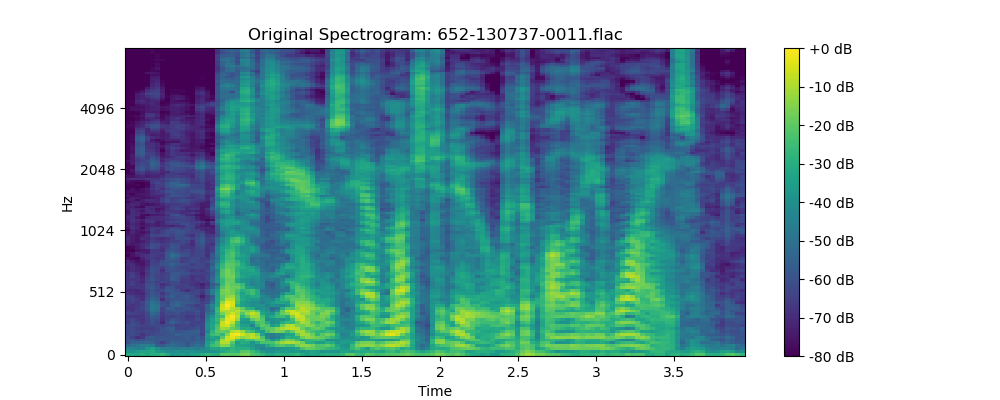 Original Spectrogram: 652-130737-0011.flac
Hz
4096
2048
1024
512
0
0
0.5
1
1.5
2
2.5
3
3.5
Time
+0 dB
-10 dB
-20 dB
-30 dB
-40 dB
-50 dB
-60 dB
-70 dB
-80 dB